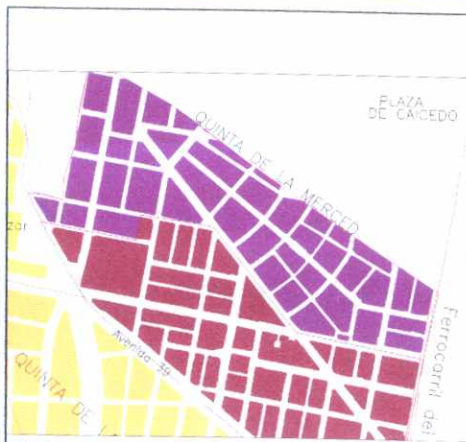 PLAZA
DE CAICEDO
QUINTA DE LA MERCED
zar
Avenida 39
Ferrocarril del
QUINTA DE L